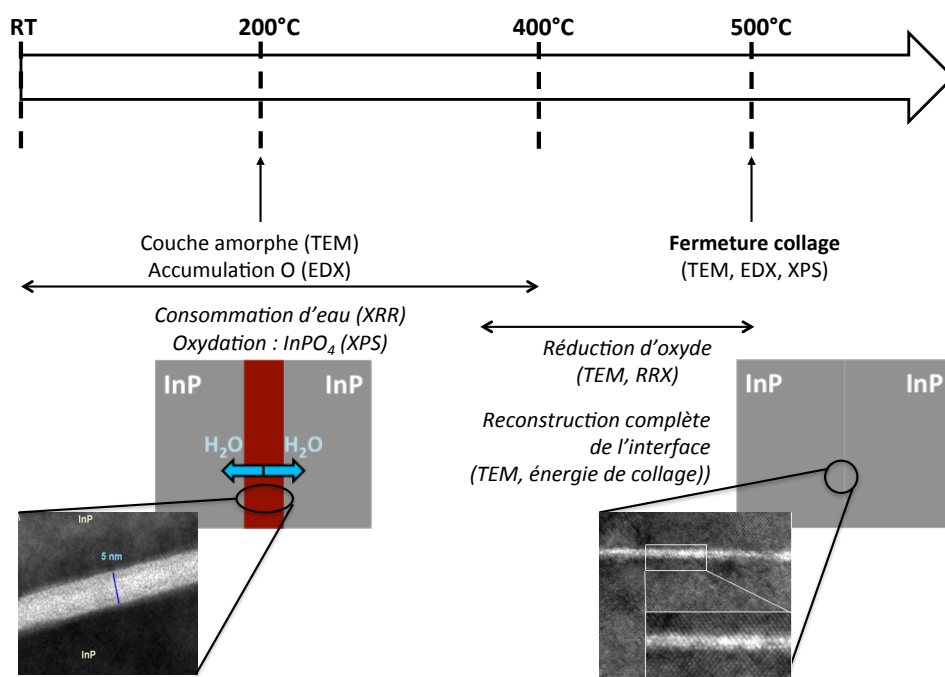 RT
200°C
400°C
500°C
Couche amorphe (TEM)
Accumulation O (EDX)
Fermeture collage
(TEM, EDX, XPS)
Consommation d'eau (XRR)
Oxydation : InPO₄ (XPS)
Réduction d'oxyde
(TEM, RRX)
Reconstruction complète
de l'interface
(TEM, énergie de collage))
InP
InP
H₂O
H₂O
InP
InP
InP
5 nm
InP